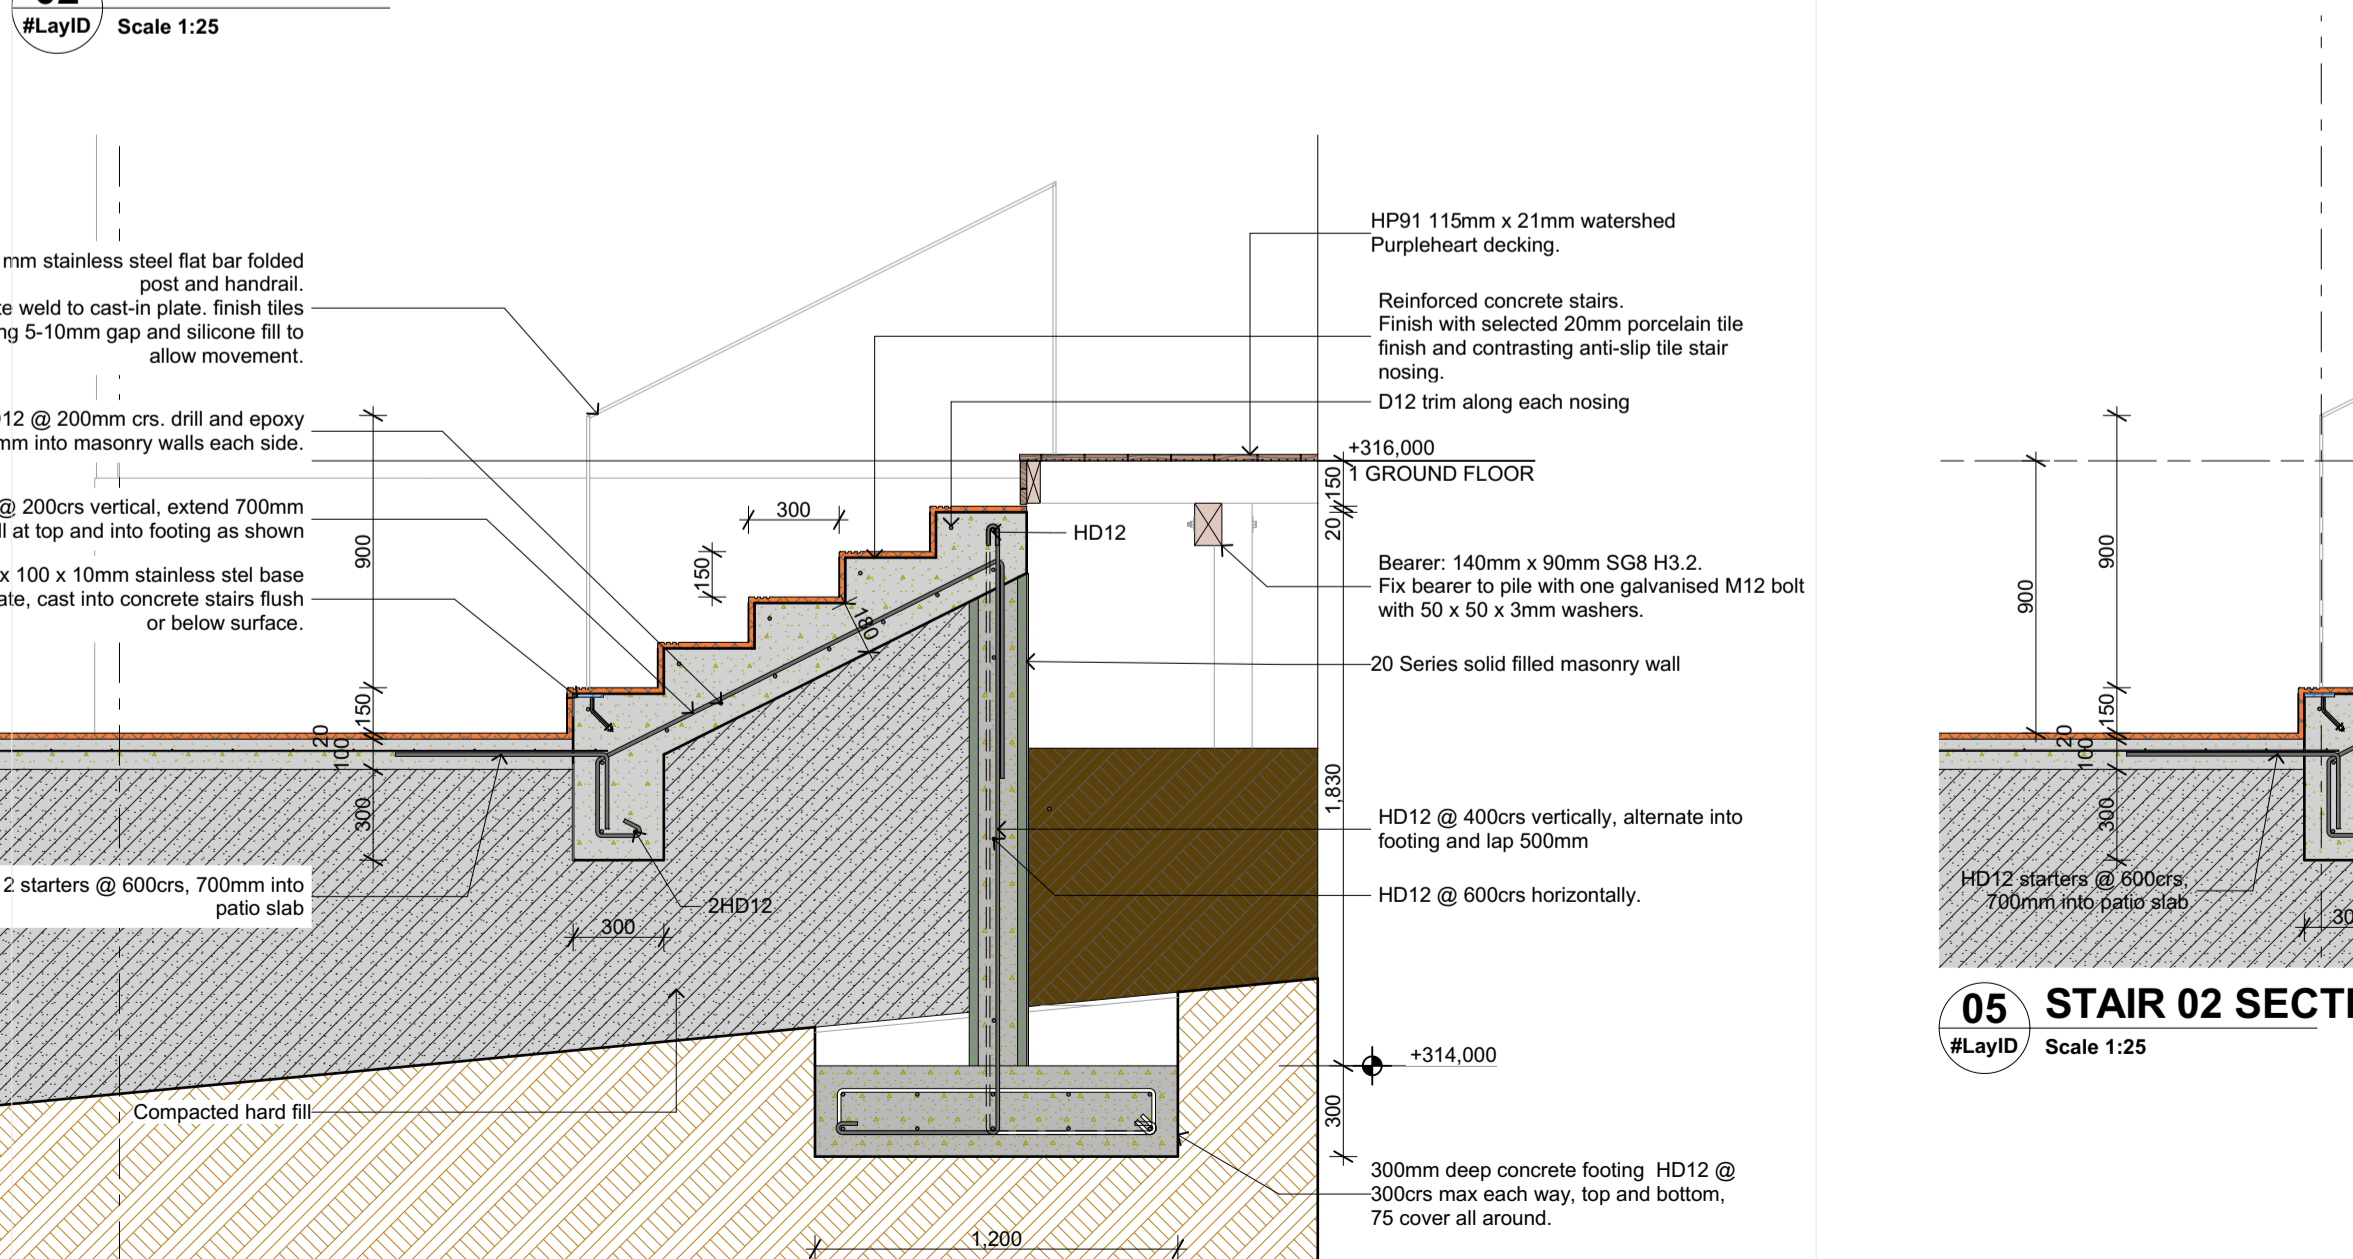 #LayID
Scale 1:25
mm stainless steel flat bar folded
post and handrail.
weld to cast-in plate. finish tiles
5-10mm gap and silicone fill to
allow movement.
12 @ 200mm crs. drill and epoxy
mm into masonry walls each side.
@ 200crs vertical, extend 700mm
at top and into footing as shown
x 100 x 10mm stainless stel base
cast into concrete stairs flush
or below surface.
2 starters @ 600crs, 700mm into
patio slab
Compacted hard fill
900
150
20
100
300
300
2HD12
300
150
180
HD12
HP91 115mm x 21mm watershed
Purpleheart decking.
Reinforced concrete stairs.
Finish with selected 20mm porcelain tile
finish and contrasting anti-slip tile stair
nosing.
D12 trim along each nosing
+316,000
1 GROUND FLOOR
150
20
Bearer: 140mm x 90mm SG8 H3.2.
Fix bearer to pile with one galvanised M12 bolt
with 50 x 50 x 3mm washers.
20 Series solid filled masonry wall
1,830
HD12 @ 400crs vertically, alternate into
footing and lap 500mm
HD12 @ 600crs horizontally.
+314,000
300
300mm deep concrete footing HD12 @
300crs max each way, top and bottom,
75 cover all around.
1,200
900
900
150
20
100
300
HD12 starters @ 600crs,
700mm into patio slab
30
05
STAIR 02 SECTI
#LayID
Scale 1:25